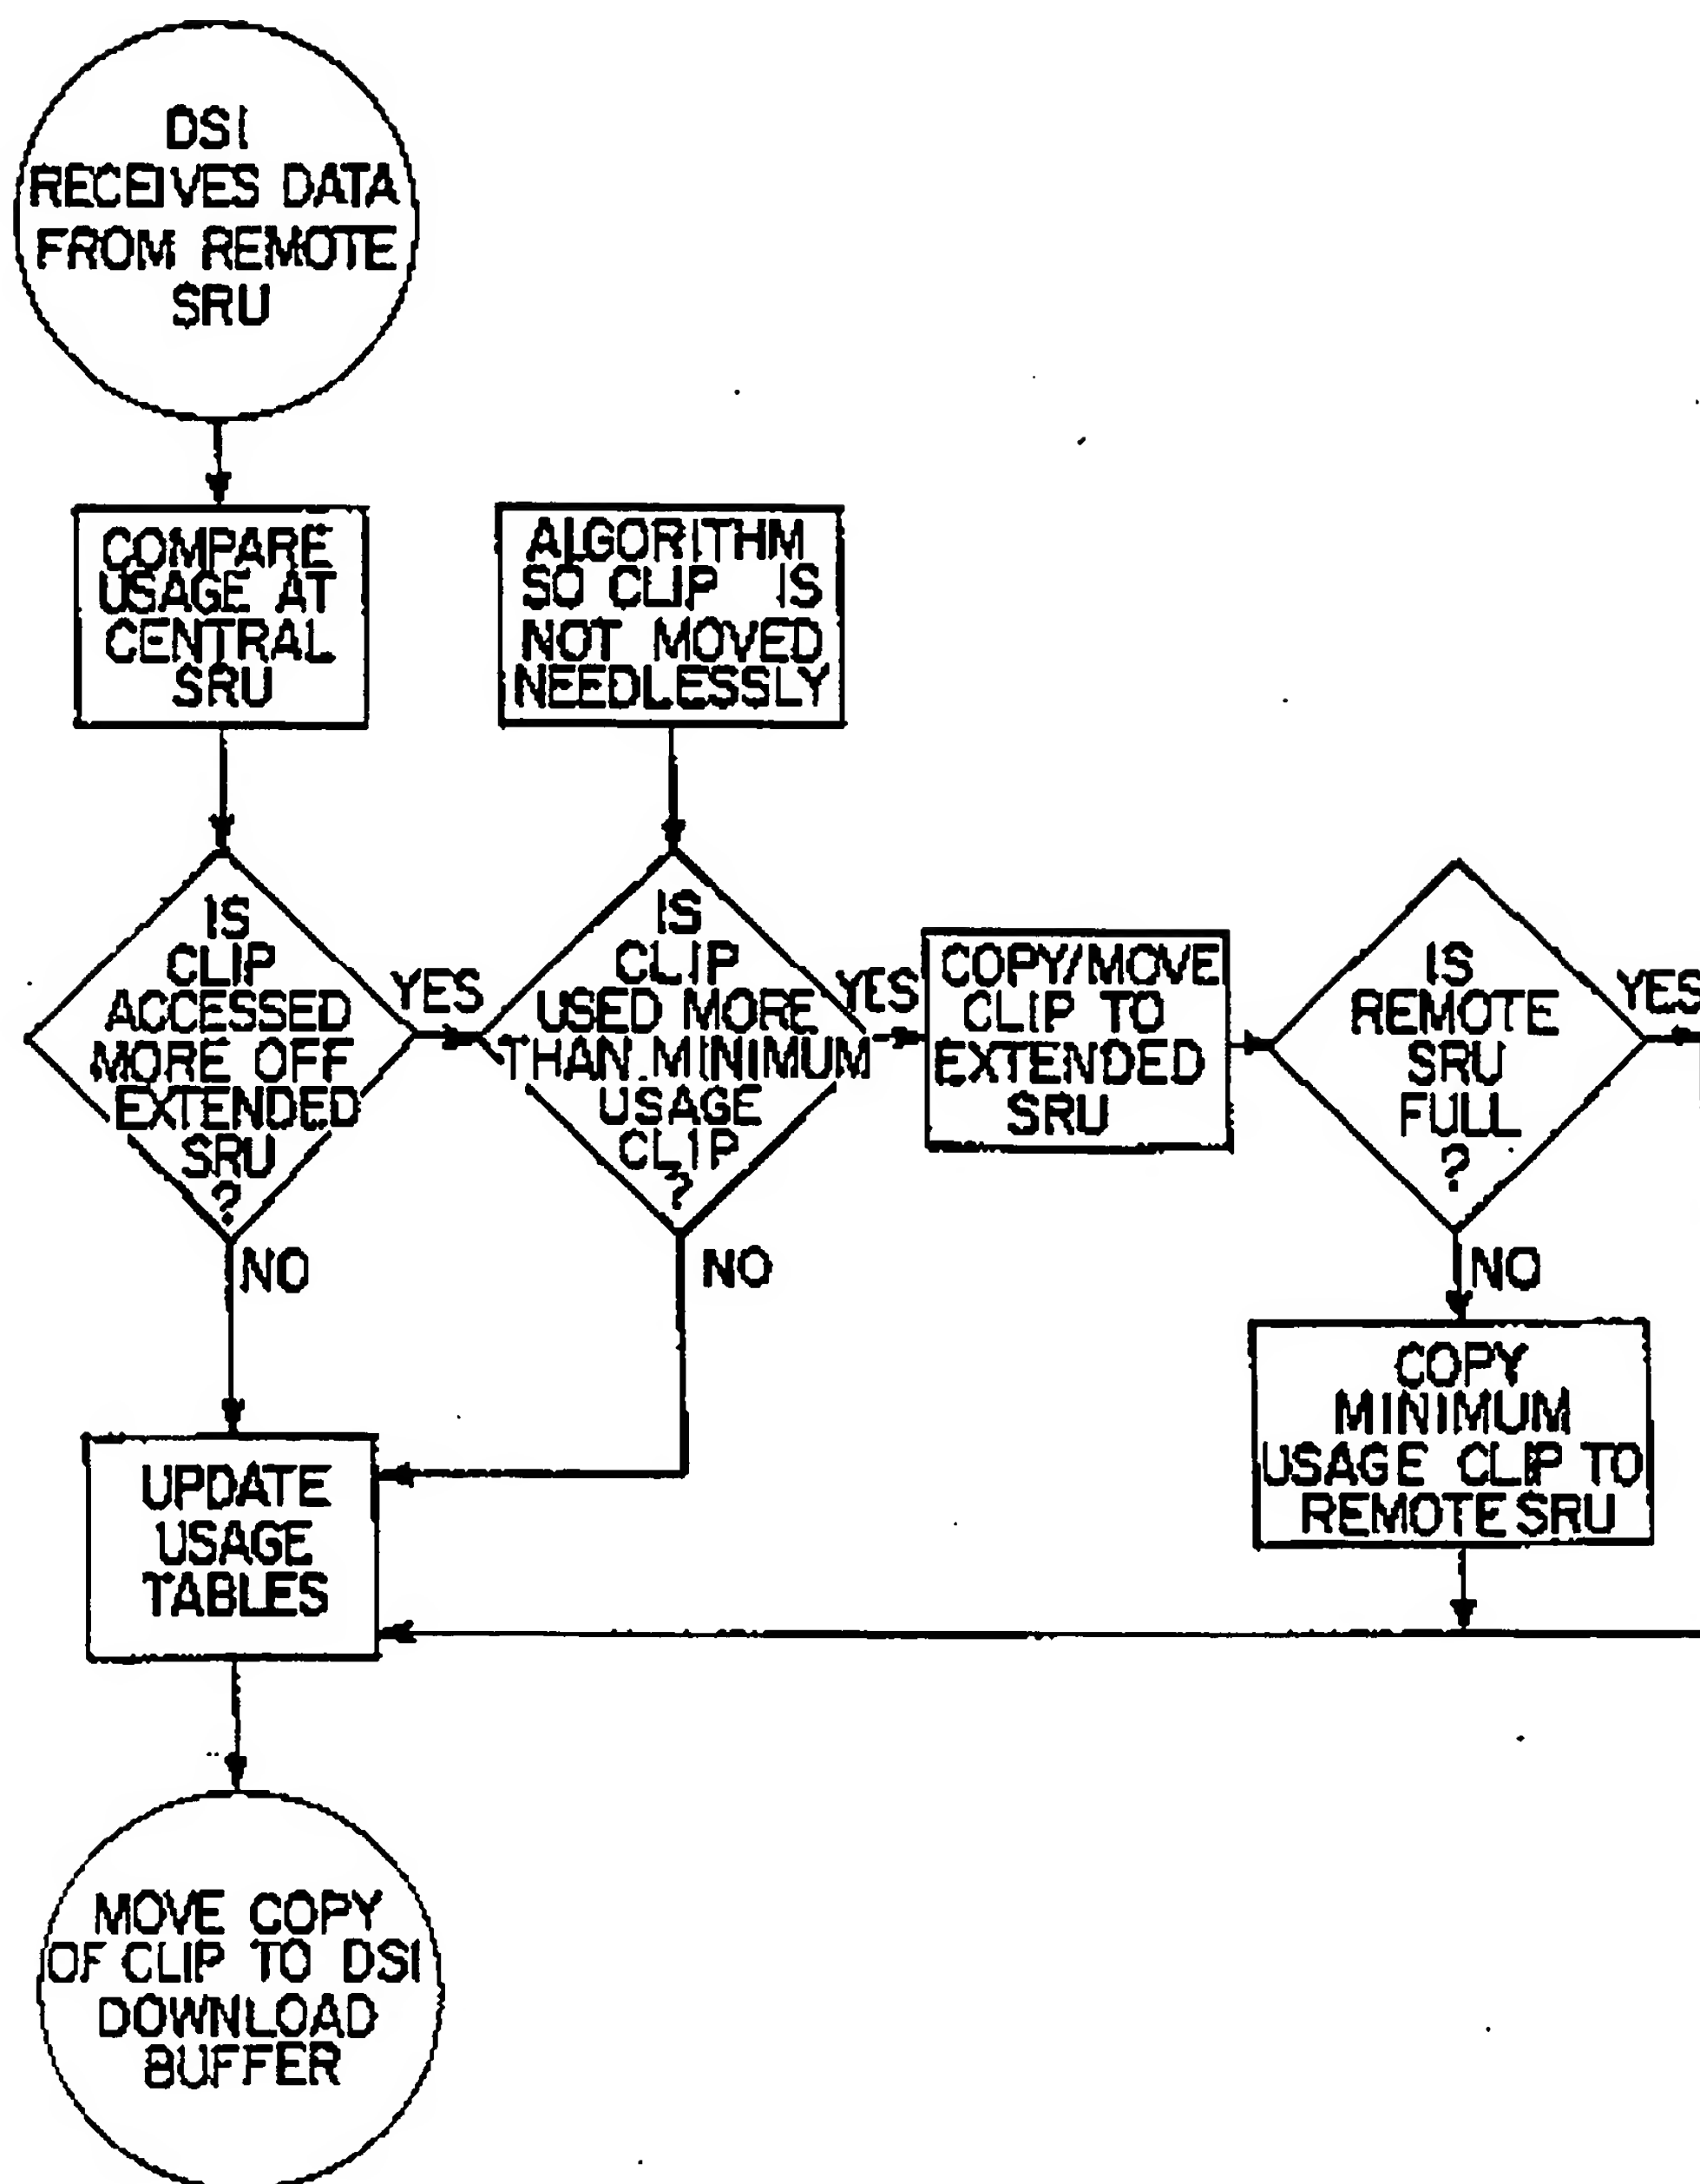 DSI
RECEIVES DATA
FROM REMOTE
SRU
COMPARE
USAGE AT
CENTRAL
SRU
ALGORITHM
SO CLIP IS
NOT MOVED
NEEDLESSLY
IS
CLIP
ACCESSED
MORE OFF
EXTENDED
SRU
?
YES
NO
IS
CLIP
USED MORE
THAN MINIMUM
USAGE
CLIP
?
YES
NO
COPY/MOVE
CLIP TO
EXTENDED
SRU
IS
REMOTE
SRU
FULL
?
YES
NO
COPY
MINIMUM
USAGE CLIP TO
REMOTE SRU
UPDATE
USAGE
TABLES
MOVE COPY
OF CLIP TO DSI
DOWNLOAD
BUFFER